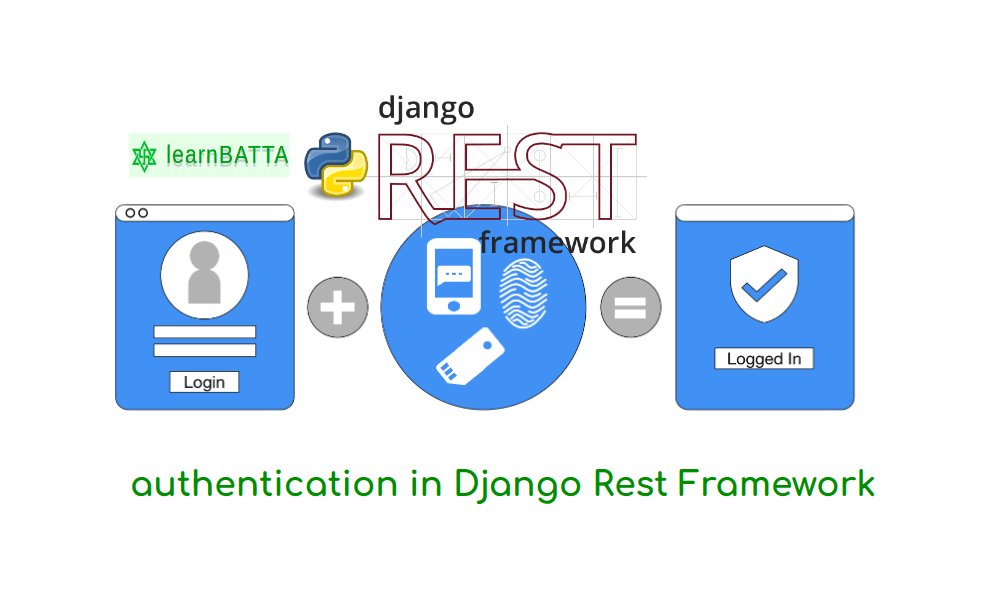 django
learnBATTA
REST
framework
Login
Logged In
authentication in Django Rest Framework